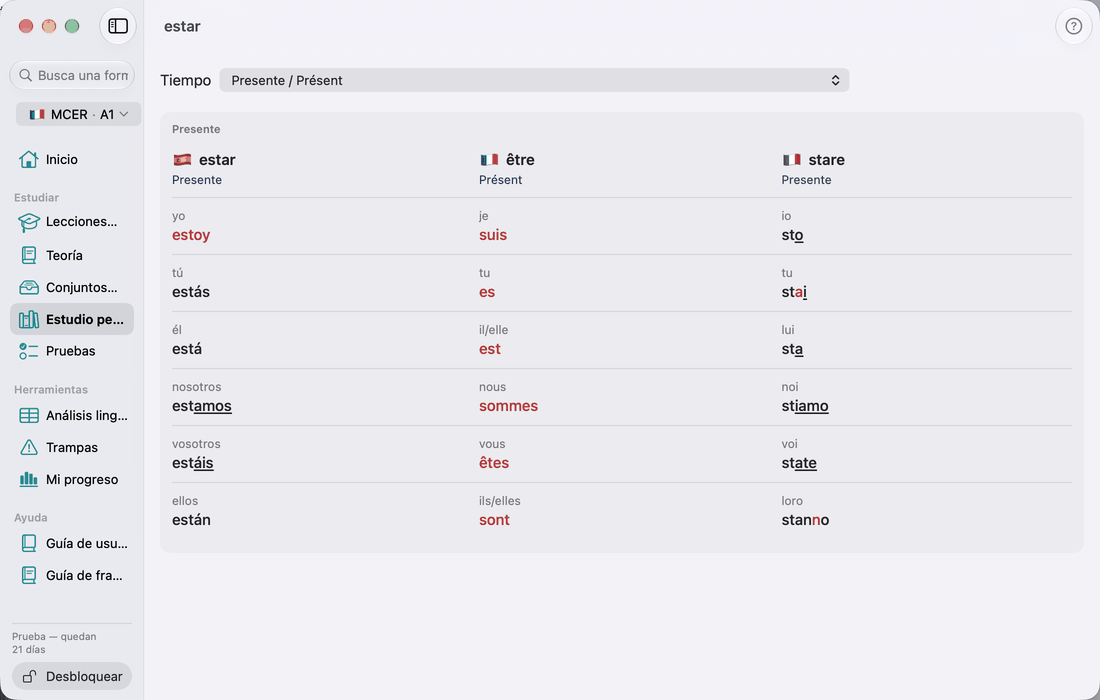 estar
Busca una forn
MCER · A1
Inicio
Estudiar
Lecciones...
Teoría
Conjuntos...
Estudio pe...
Pruebas
Herramientas
Análisis ling...
Trampas
Mi progreso
Ayuda
Guía de usu...
Guía de fra...
Prueba — quedan
21 días
Desbloquear
Tiempo Presente / Présent
Presente
estar être stare
Presente Présent Presente
yo je io
estoy suis sto
tú tu tu
estás es stai
él il/elle lui
está est sta
nosotros nous noi
estamos sommes stiamo
vosotros vous voi
estáis êtes state
ellos ils/elles loro
están sont stanno